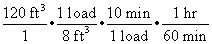 120 ft³/1 · 1 load/8 ft³ · 10 min/1 load · 1 hr/60 min